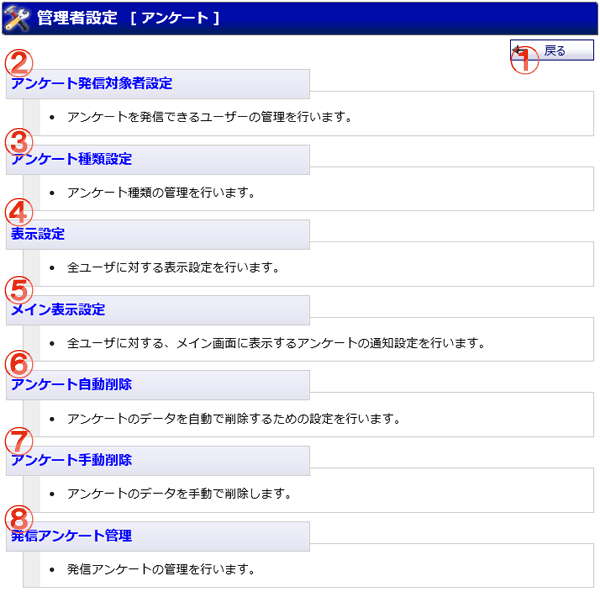 管理者設定 [ アンケート ]
戻る
①
②
アンケート発信対象者設定
• アンケートを発信できるユーザーの管理を行います。
③
アンケート種類設定
• アンケート種類の管理を行います。
④
表示設定
• 全ユーザに対する表示設定を行います。
⑤
メイン表示設定
• 全ユーザに対する、メイン画面に表示するアンケートの通知設定を行います。
⑥
アンケート自動削除
• アンケートのデータを自動で削除するための設定を行います。
⑦
アンケート手動削除
• アンケートのデータを手動で削除します。
⑧
発信アンケート管理
• 発信アンケートの管理を行います。